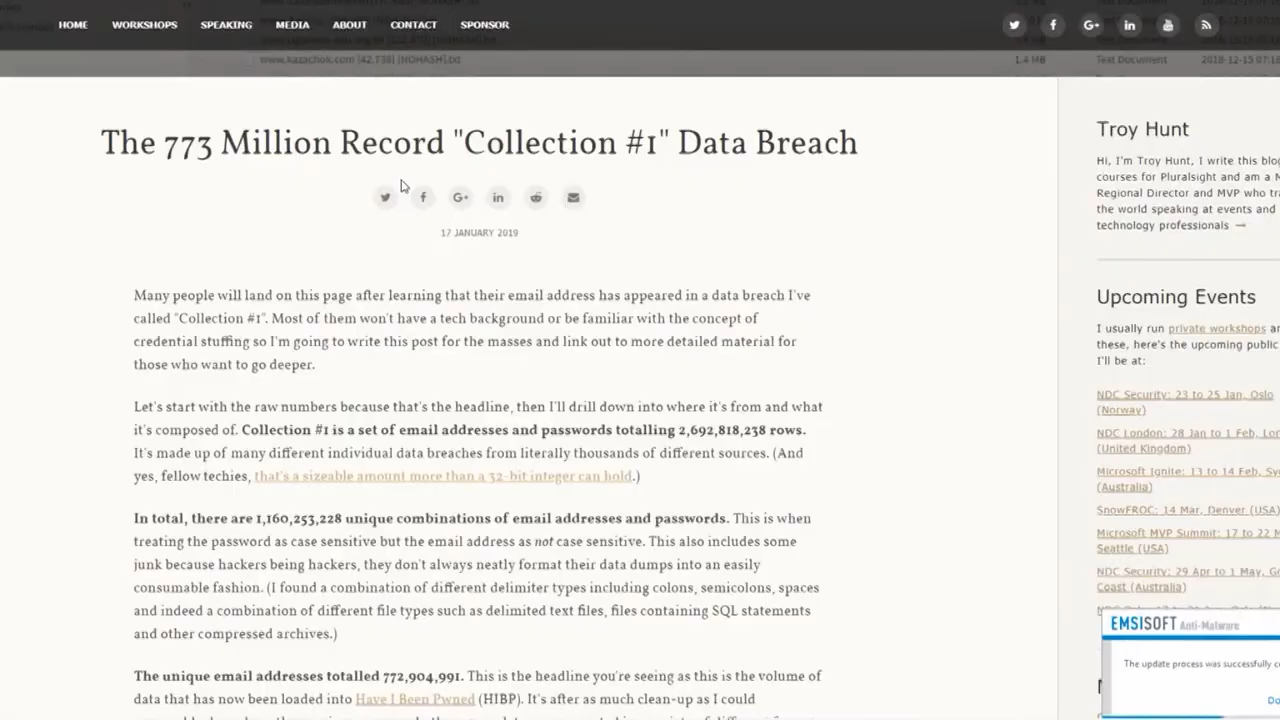 HOME WORKSHOPS SPEAKING MEDIA ABOUT CONTACT SPONSOR
www.kazachok.com {42.738} [NOHASH].txt 1.4 MB Text Document
The 773 Million Record "Collection #1" Data Breach
17 JANUARY 2019
Many people will land on this page after learning that their email address has appeared in a data breach I've
called "Collection #1". Most of them won't have a tech background or be familiar with the concept of
credential stuffing so I'm going to write this post for the masses and link out to more detailed material for
those who want to go deeper.
Let's start with the raw numbers because that's the headline, then I'll drill down into where it's from and what
it's composed of. Collection #1 is a set of email addresses and passwords totalling 2,692,818,238 rows.
It's made up of many different individual data breaches from literally thousands of different sources. (And
yes, fellow techies, that's a sizeable amount more than a 32-bit integer can hold.)
In total, there are 1,160,253,228 unique combinations of email addresses and passwords. This is when
treating the password as case sensitive but the email address as not case sensitive. This also includes some
junk because hackers being hackers, they don't always neatly format their data dumps into an easily
consumable fashion. (I found a combination of different delimiter types including colons, semicolons, spaces
and indeed a combination of different file types such as delimited text files, files containing SQL statements
and other compressed archives.)
The unique email addresses totalled 772,904,991. This is the headline you're seeing as this is the volume of
data that has now been loaded into Have I Been Pwned (HIBP). It's after as much clean-up as I could
Troy Hunt
Hi, I'm Troy Hunt, I write this blog
courses for Pluralsight and am a
Regional Director and MVP who
the world speaking at events and
technology professionals →
Upcoming Events
I usually run private workshops
these, here's the upcoming public
I'll be at:
NDC Security: 23 to 25 Jan, Oslo
(Norway)
NDC London: 28 Jan to 1 Feb,
(United Kingdom)
Microsoft Ignite: 13 to 14 Feb,
(Australia)
SnowFROC: 14 Mar, Denver (USA)
Microsoft MVP Summit: 17 to 22
Seattle (USA)
NDC Security: 29 Apr to 1 May,
Coast (Australia)
EMSISOFT Anti-Malware
The update process was successfully